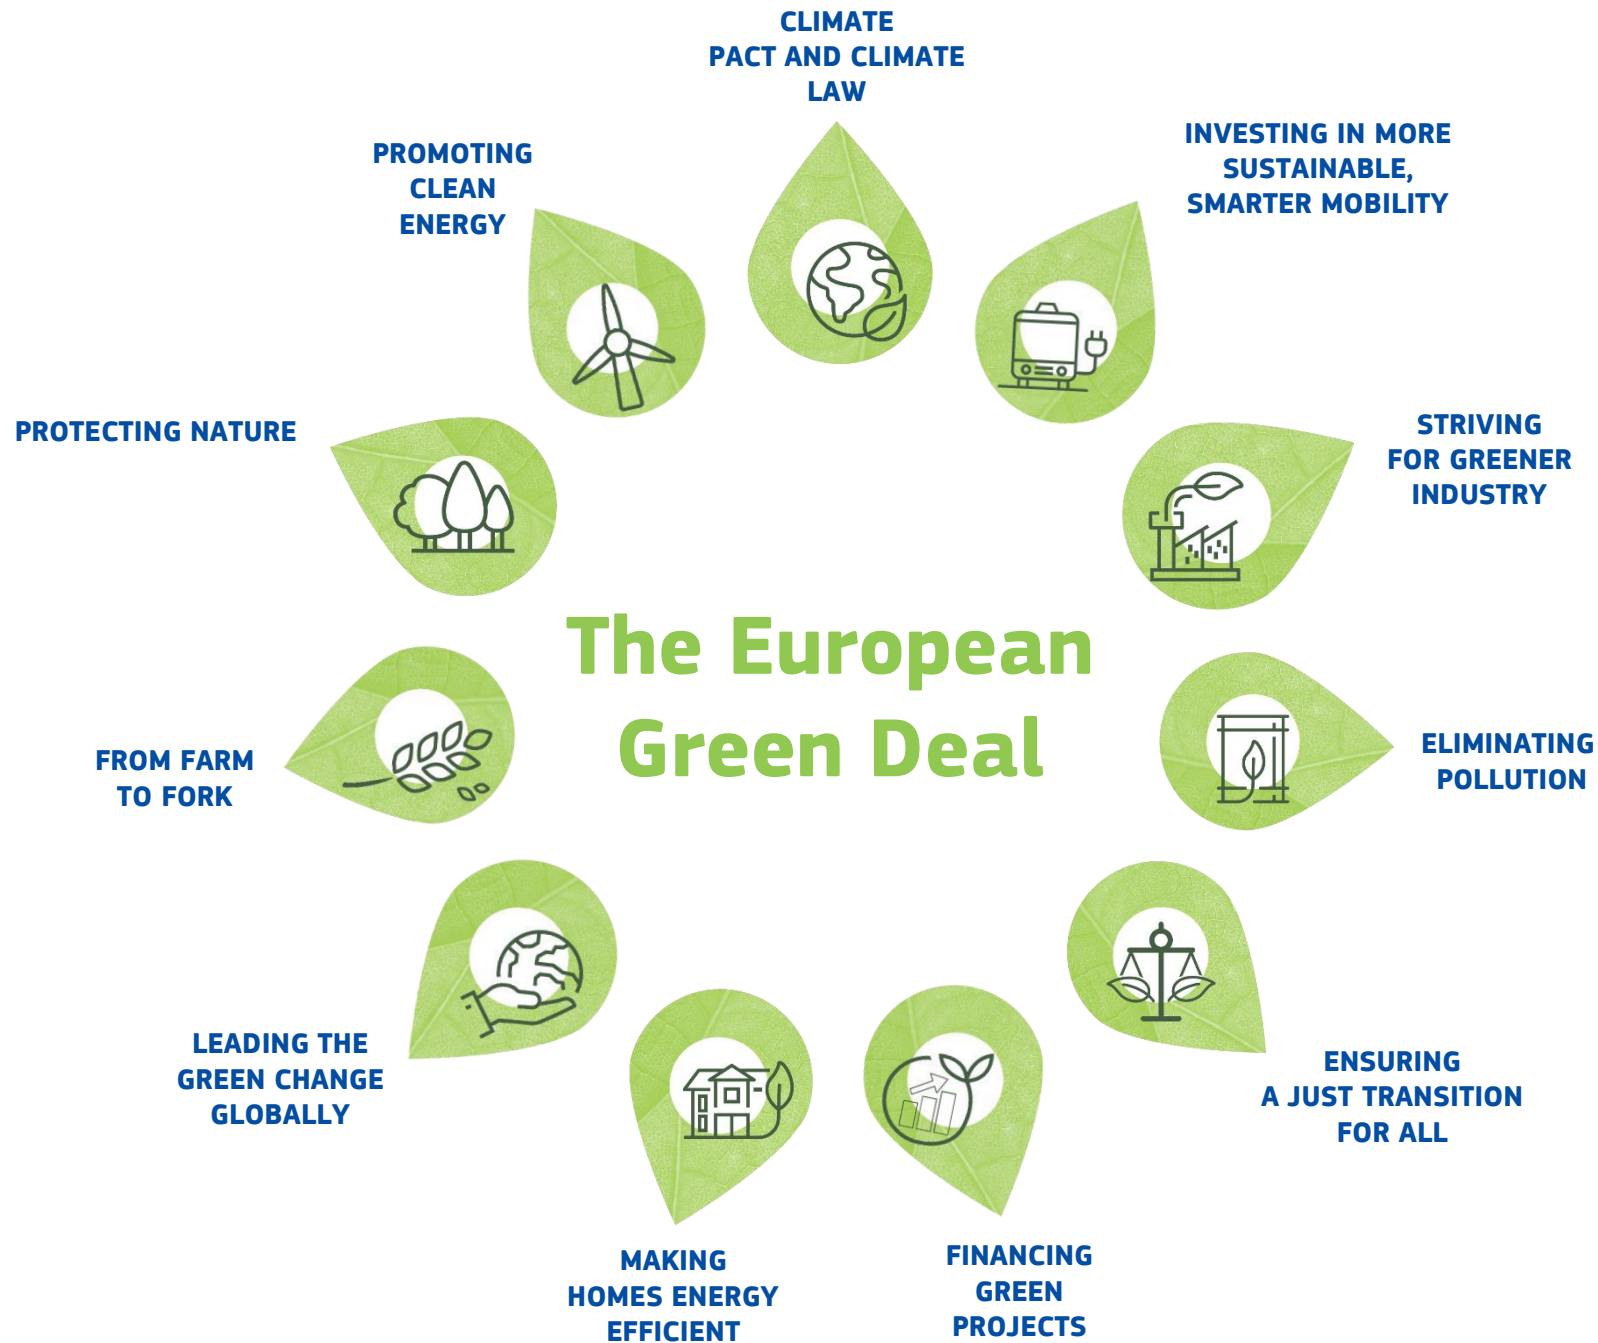 CLIMATE
PACT AND CLIMATE
LAW
INVESTING IN MORE
SUSTAINABLE,
SMARTER MOBILITY
STRIVING
FOR GREENER
INDUSTRY
ELIMINATING
POLLUTION
ENSURING
A JUST TRANSITION
FOR ALL
FINANCING
GREEN
PROJECTS
MAKING
HOMES ENERGY
EFFICIENT
LEADING THE
GREEN CHANGE
GLOBALLY
FROM FARM
TO FORK
PROTECTING NATURE
PROMOTING
CLEAN
ENERGY
The European
Green Deal